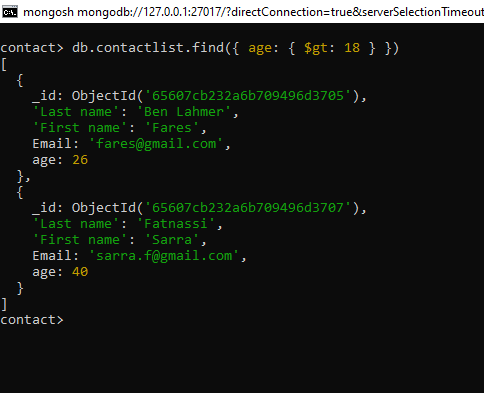 mongosh mongodb://127.0.0.1:27017/?directConnection=true&serverSelectionTimeout
contact> db.contactlist.find({ age: { $gt: 18 } })
[
  {
    _id: ObjectId('65607cb232a6b709496d3705'),
    'Last name': 'Ben Lahmer',
    'First name': 'Fares',
    Email: 'fares@gmail.com',
    age: 26
  },
  {
    _id: ObjectId('65607cb232a6b709496d3707'),
    'Last name': 'Fatnassi',
    'First name': 'Sarra',
    Email: 'sarra.f@gmail.com',
    age: 40
  }
]
contact>